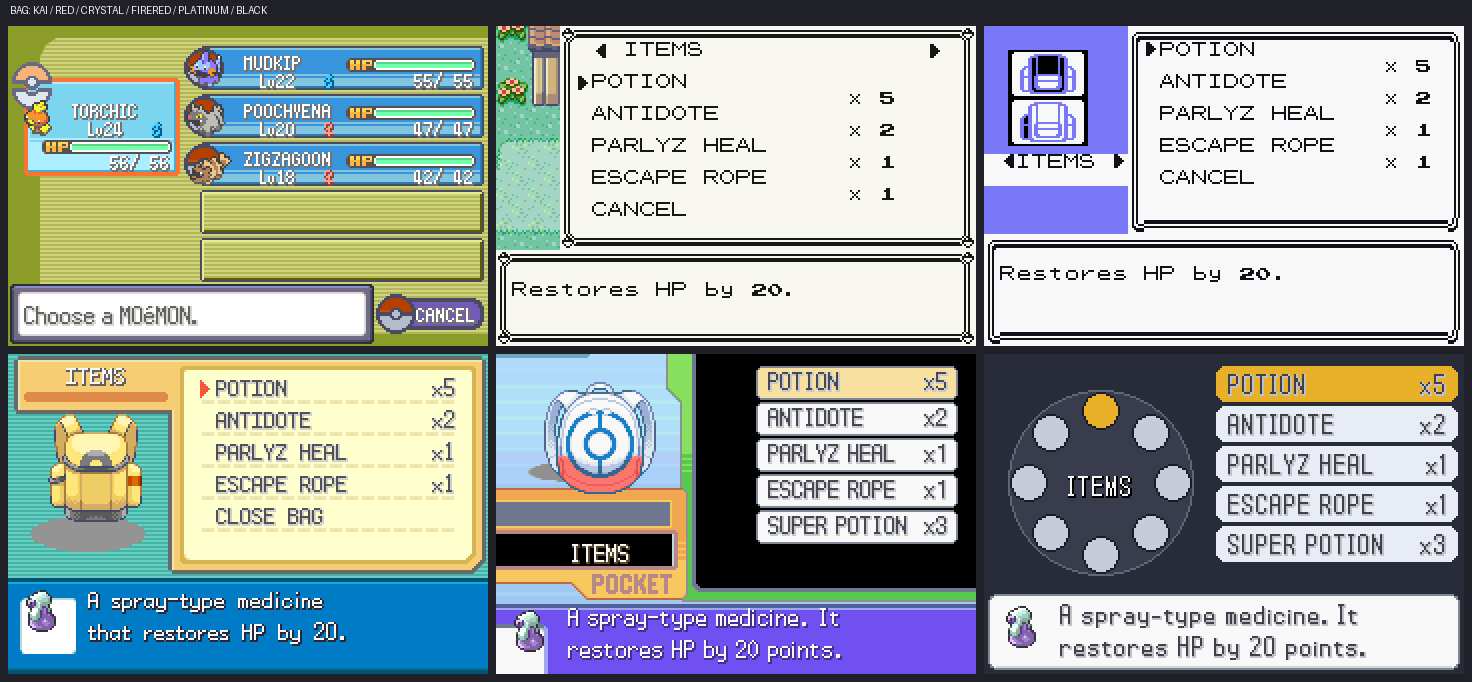 BAG: KAI / RED / CRYSTAL / FIRERED / PLATINUM / BLACK
TORCHIC
Lv24
HP
56/ 56
MUDKIP HP
Lv22 55/ 55
POOCHYENA HP
Lv20 ♀ 47/ 47
ZIGZAGOON HP
Lv18 ♀ 42/ 42
Choose a MOéMON.
CANCEL
ITEMS
POTION
× 5
ANTIDOTE
× 2
PARLYZ HEAL
× 1
ESCAPE ROPE
× 1
CANCEL
Restores HP by 20.
ITEMS
POTION
× 5
ANTIDOTE
× 2
PARLYZ HEAL
× 1
ESCAPE ROPE
× 1
CANCEL
Restores HP by 20.
ITEMS
POTION x5
ANTIDOTE x2
PARLYZ HEAL x1
ESCAPE ROPE x1
CLOSE BAG
A spray-type medicine
that restores HP by 20.
POTION x5
ANTIDOTE x2
PARLYZ HEAL x1
ESCAPE ROPE x1
SUPER POTION x3
ITEMS
POCKET
A spray-type medicine. It
restores HP by 20 points.
ITEMS
POTION x5
ANTIDOTE x2
PARLYZ HEAL x1
ESCAPE ROPE x1
SUPER POTION x3
A spray-type medicine. It
restores HP by 20 points.